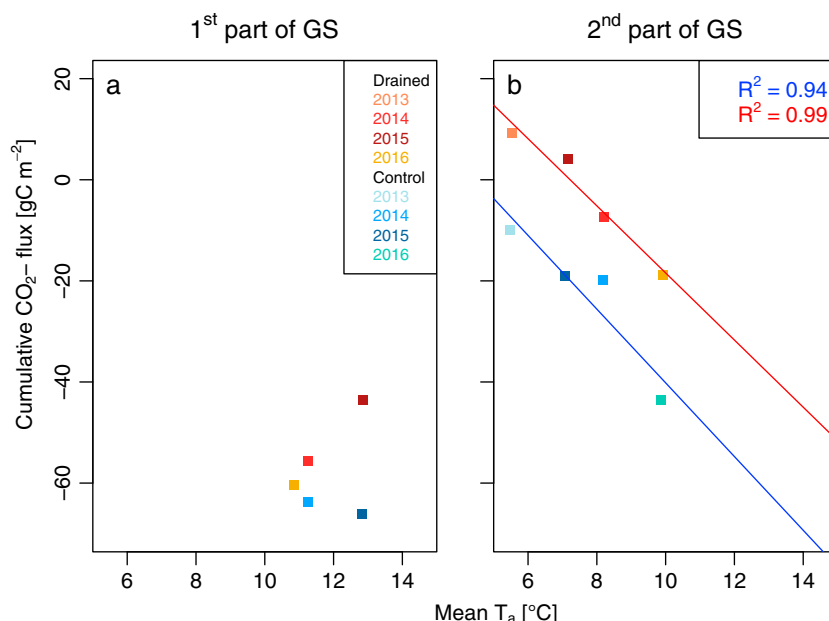 1st part of GS
2nd part of GS
Cumulative CO2– flux [gC m−2]
20
0
−20
−40
−60
a
Drained
2013
2014
2015
2016
Control
2013
2014
2015
2016
b
R2 = 0.94
R2 = 0.99
6
8
10
12
14
6
8
10
12
14
Mean Ta [°C]